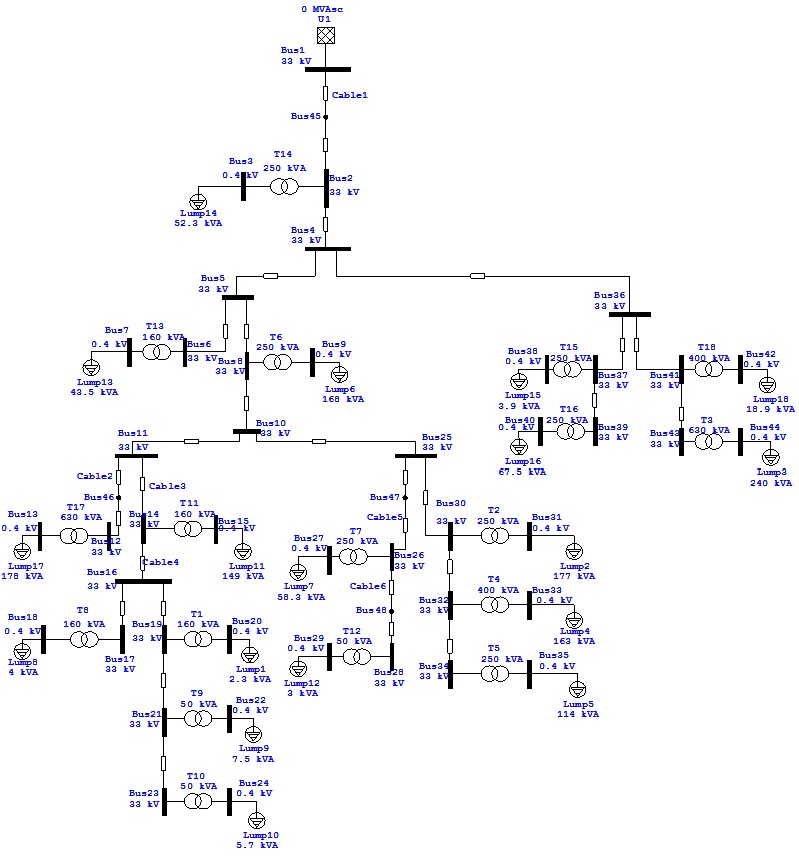 0 MVAsc
U1
Bus1
33 kV
Cable1
Bus45
T14
250 kVA
Bus3
0.4 kV
Bus2
33 kV
Lump14
52.3 kVA
Bus4
33 kV
Bus5
33 kV
Bus36
33 kV
Bus7
0.4 kV
T13
160 kVA
Bus6
33 kV
T6
250 kVA
Bus9
0.4 kV
Bus8
33 kV
Lump13
43.5 kVA
Lump6
168 kVA
Bus38
0.4 kV
T15
250 kVA
Bus37
33 kV
T18
400 kVA
Bus42
0.4 kV
Bus41
33 kV
Lump15
3.9 kVA
Lump18
18.9 kVA
Bus40
0.4 kV
T16
250 kVA
Bus39
33 kV
T3
630 kVA
Bus44
0.4 kV
Bus43
33 kV
Lump16
67.5 kVA
Lump3
240 kVA
Bus10
33 kV
Bus11
33 kV
Bus25
33 kV
Cable2
Bus46
Cable3
Bus13
0.4 kV
T17
630 kVA
Bus12
33 kV
Bus14
33 kV
T11
160 kVA
Bus15
0.4 kV
Lump17
178 kVA
Lump11
149 kVA
Cable4
Bus16
33 kV
Bus47
Cable5
Bus27
0.4 kV
T7
250 kVA
Bus26
33 kV
Lump7
58.3 kVA
Cable6
Bus48
Bus30
33 kV
T2
250 kVA
Bus31
0.4 kV
Lump2
177 kVA
Bus32
33 kV
T4
400 kVA
Bus33
0.4 kV
Lump4
163 kVA
Bus18
0.4 kV
T8
160 kVA
Bus17
33 kV
Lump8
4 kVA
Bus19
33 kV
T1
160 kVA
Bus20
0.4 kV
Lump1
2.3 kVA
Bus29
0.4 kV
T12
50 kVA
Bus28
33 kV
Lump12
3 kVA
Bus34
33 kV
T5
250 kVA
Bus35
0.4 kV
Lump5
114 kVA
Bus21
33 kV
T9
50 kVA
Bus22
0.4 kV
Lump9
7.5 kVA
Bus23
33 kV
T10
50 kVA
Bus24
0.4 kV
Lump10
5.7 kVA